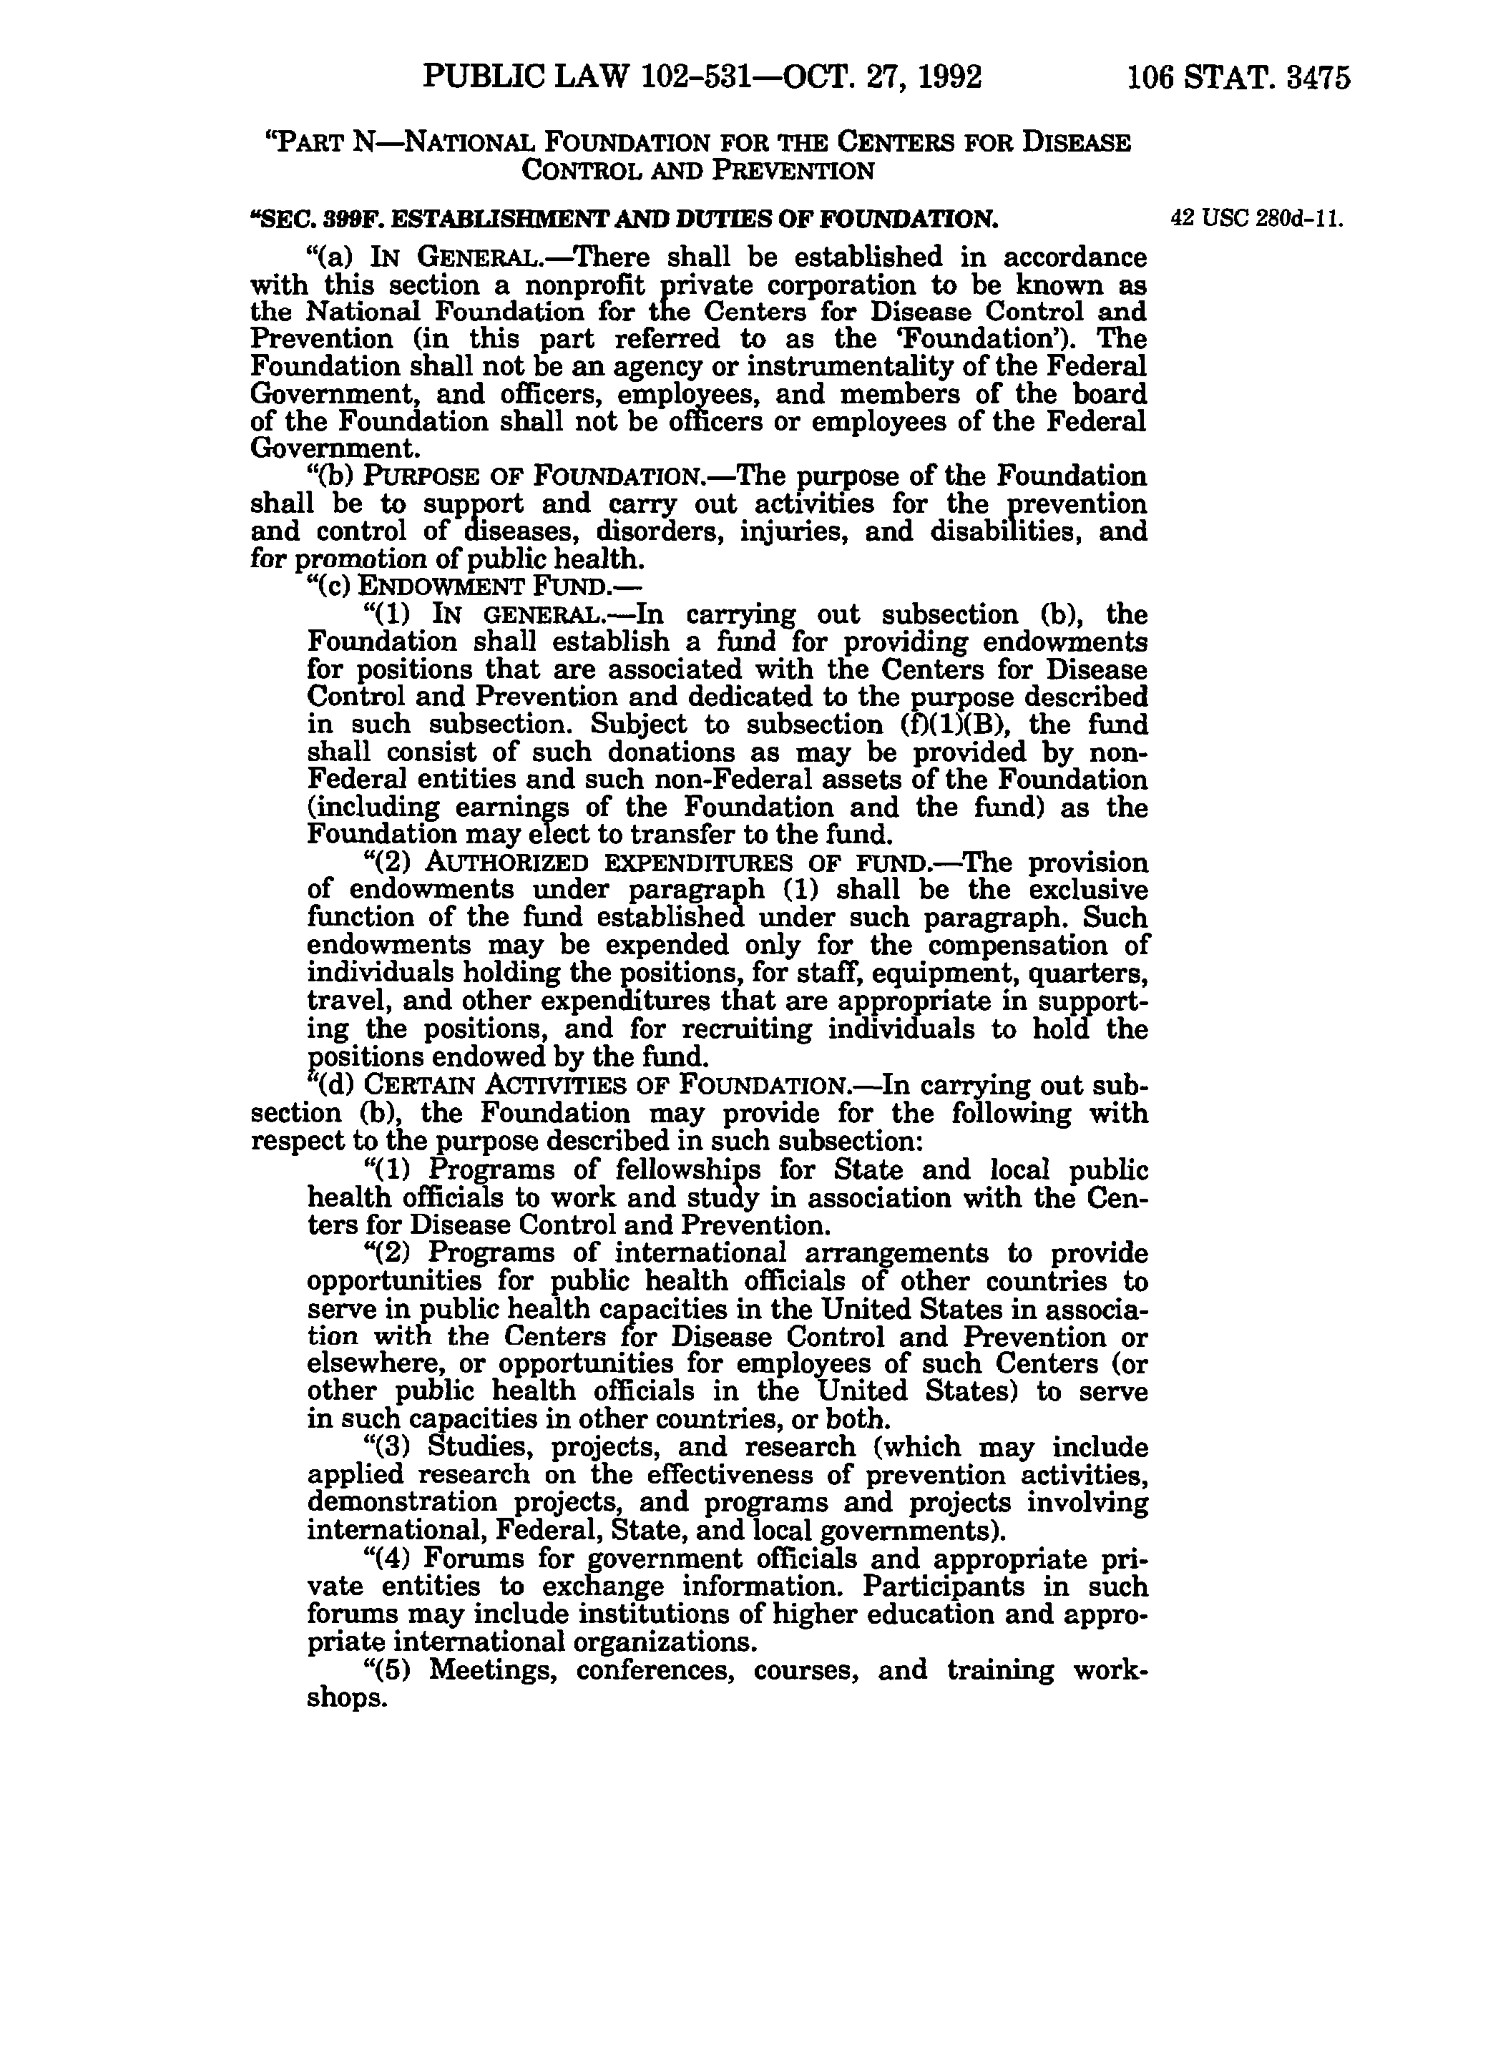 PUBLIC LAW 102-531—OCT. 27, 1992 106 STAT. 3475
“PART N—NATIONAL FOUNDATION FOR THE CENTERS FOR DISEASE
CONTROL AND PREVENTION
“SEC. 399F. ESTABLISHMENT AND DUTIES OF FOUNDATION. 42 USC 280d-11.
“(a) IN GENERAL.—There shall be established in accordance
with this section a nonprofit private corporation to be known as
the National Foundation for the Centers for Disease Control and
Prevention (in this part referred to as the ‘Foundation’). The
Foundation shall not be an agency or instrumentality of the Federal
Government, and officers, employees, and members of the board
of the Foundation shall not be officers or employees of the Federal
Government.
“(b) PURPOSE OF FOUNDATION.—The purpose of the Foundation
shall be to support and carry out activities for the prevention
and control of diseases, disorders, injuries, and disabilities, and
for promotion of public health.
“(c) ENDOWMENT FUND.—
“(1) IN GENERAL.—In carrying out subsection (b), the
Foundation shall establish a fund for providing endowments
for positions that are associated with the Centers for Disease
Control and Prevention and dedicated to the purpose described
in such subsection. Subject to subsection (f)(1)(B), the fund
shall consist of such donations as may be provided by non-
Federal entities and such non-Federal assets of the Foundation
(including earnings of the Foundation and the fund) as the
Foundation may elect to transfer to the fund.
“(2) AUTHORIZED EXPENDITURES OF FUND.—The provision
of endowments under paragraph (1) shall be the exclusive
function of the fund established under such paragraph. Such
endowments may be expended only for the compensation of
individuals holding the positions, for staff, equipment, quarters,
travel, and other expenditures that are appropriate in support-
ing the positions, and for recruiting individuals to hold the
positions endowed by the fund.
“(d) CERTAIN ACTIVITIES OF FOUNDATION.—In carrying out sub-
section (b), the Foundation may provide for the following with
respect to the purpose described in such subsection:
“(1) Programs of fellowships for State and local public
health officials to work and study in association with the Cen-
ters for Disease Control and Prevention.
“(2) Programs of international arrangements to provide
opportunities for public health officials of other countries to
serve in public health capacities in the United States in associa-
tion with the Centers for Disease Control and Prevention or
elsewhere, or opportunities for employees of such Centers (or
other public health officials in the United States) to serve
in such capacities in other countries, or both.
“(3) Studies, projects, and research (which may include
applied research on the effectiveness of prevention activities,
demonstration projects, and programs and projects involving
international, Federal, State, and local governments).
“(4) Forums for government officials and appropriate pri-
vate entities to exchange information. Participants in such
forums may include institutions of higher education and appro-
priate international organizations.
“(5) Meetings, conferences, courses, and training work-
shops.